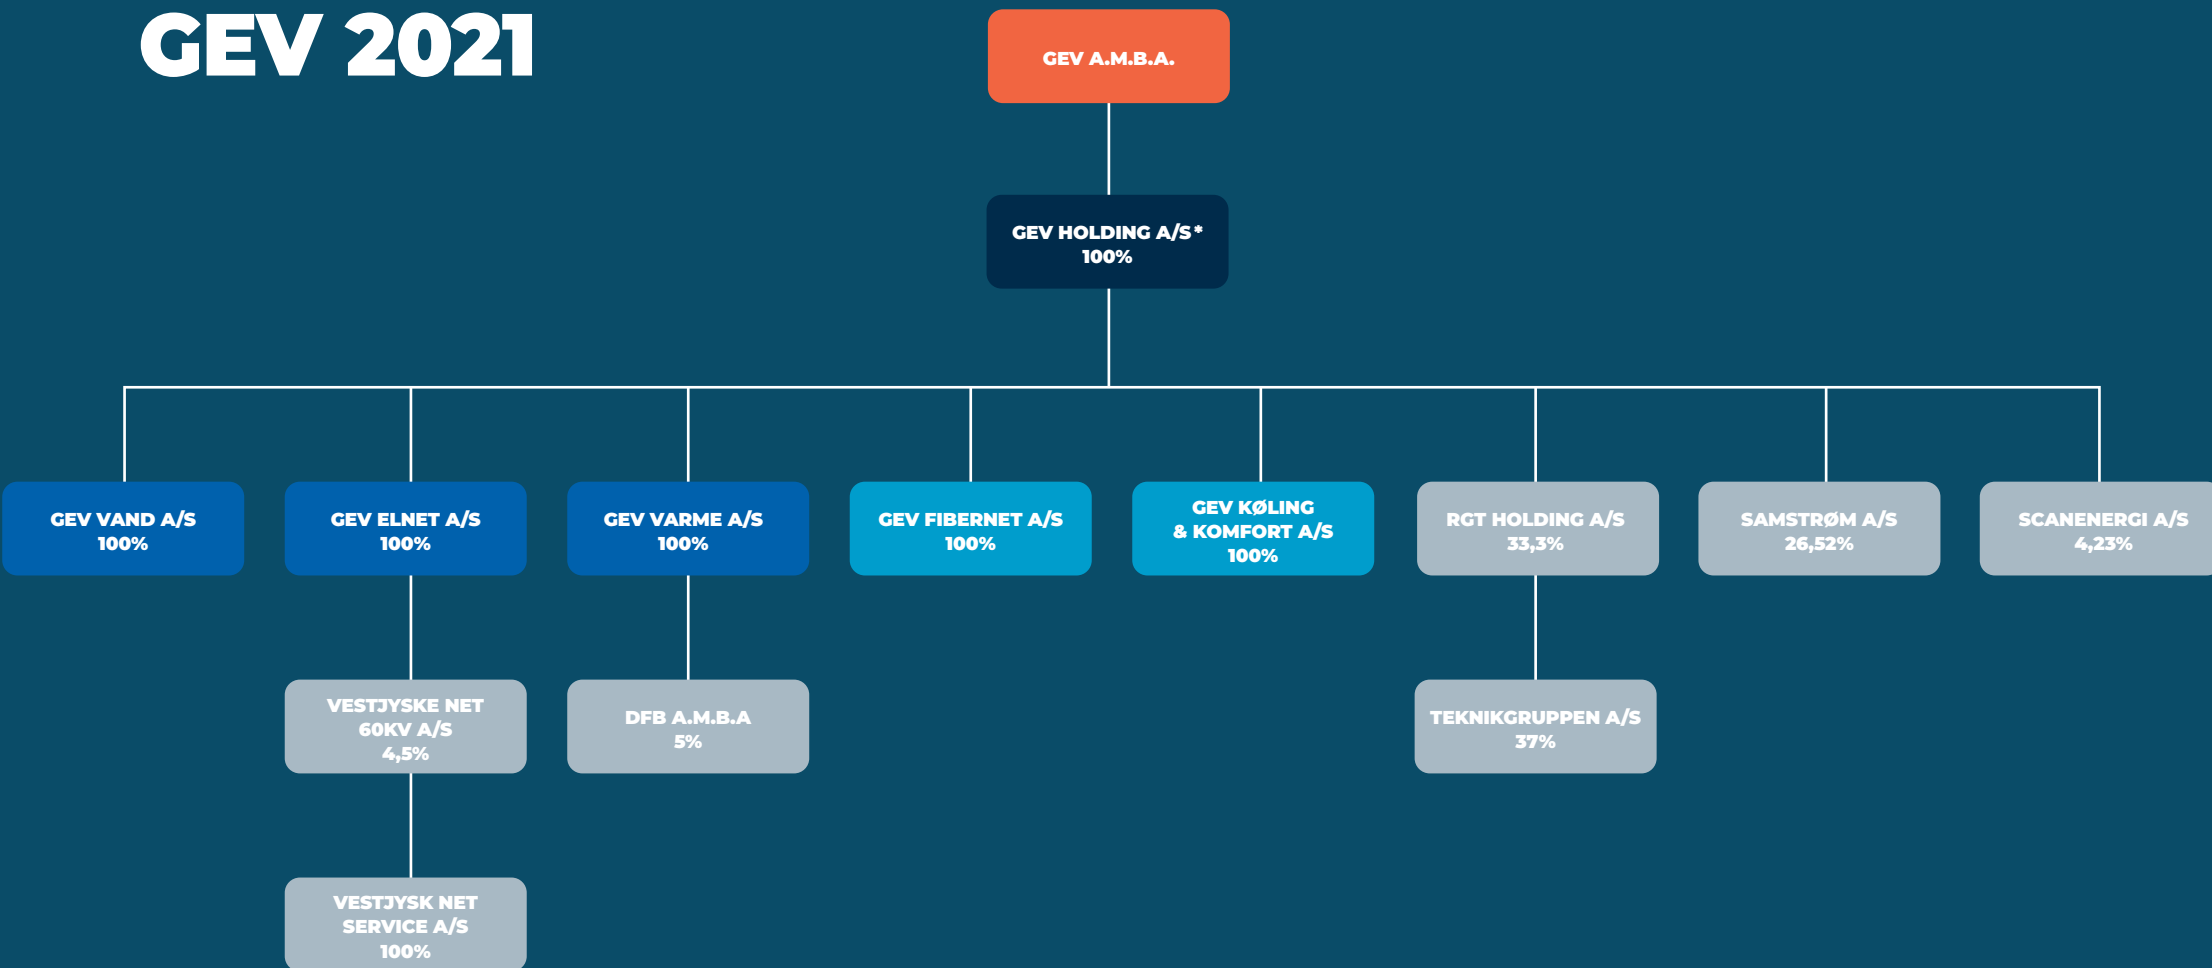 GEV 2021
GEV A.M.B.A.
GEV HOLDING A/S*
100%
GEV VAND A/S
100%
GEV ELNET A/S
100%
GEV VARME A/S
100%
GEV FIBERNET A/S
100%
GEV KØLING
& KOMFORT A/S
100%
RGT HOLDING A/S
33,3%
SAMSTRØM A/S
26,52%
SCANENERGI A/S
4,23%
VESTJYSKE NET
60KV A/S
4,5%
DFB A.M.B.A
5%
TEKNIKGRUPPEN A/S
37%
VESTJYSK NET
SERVICE A/S
100%